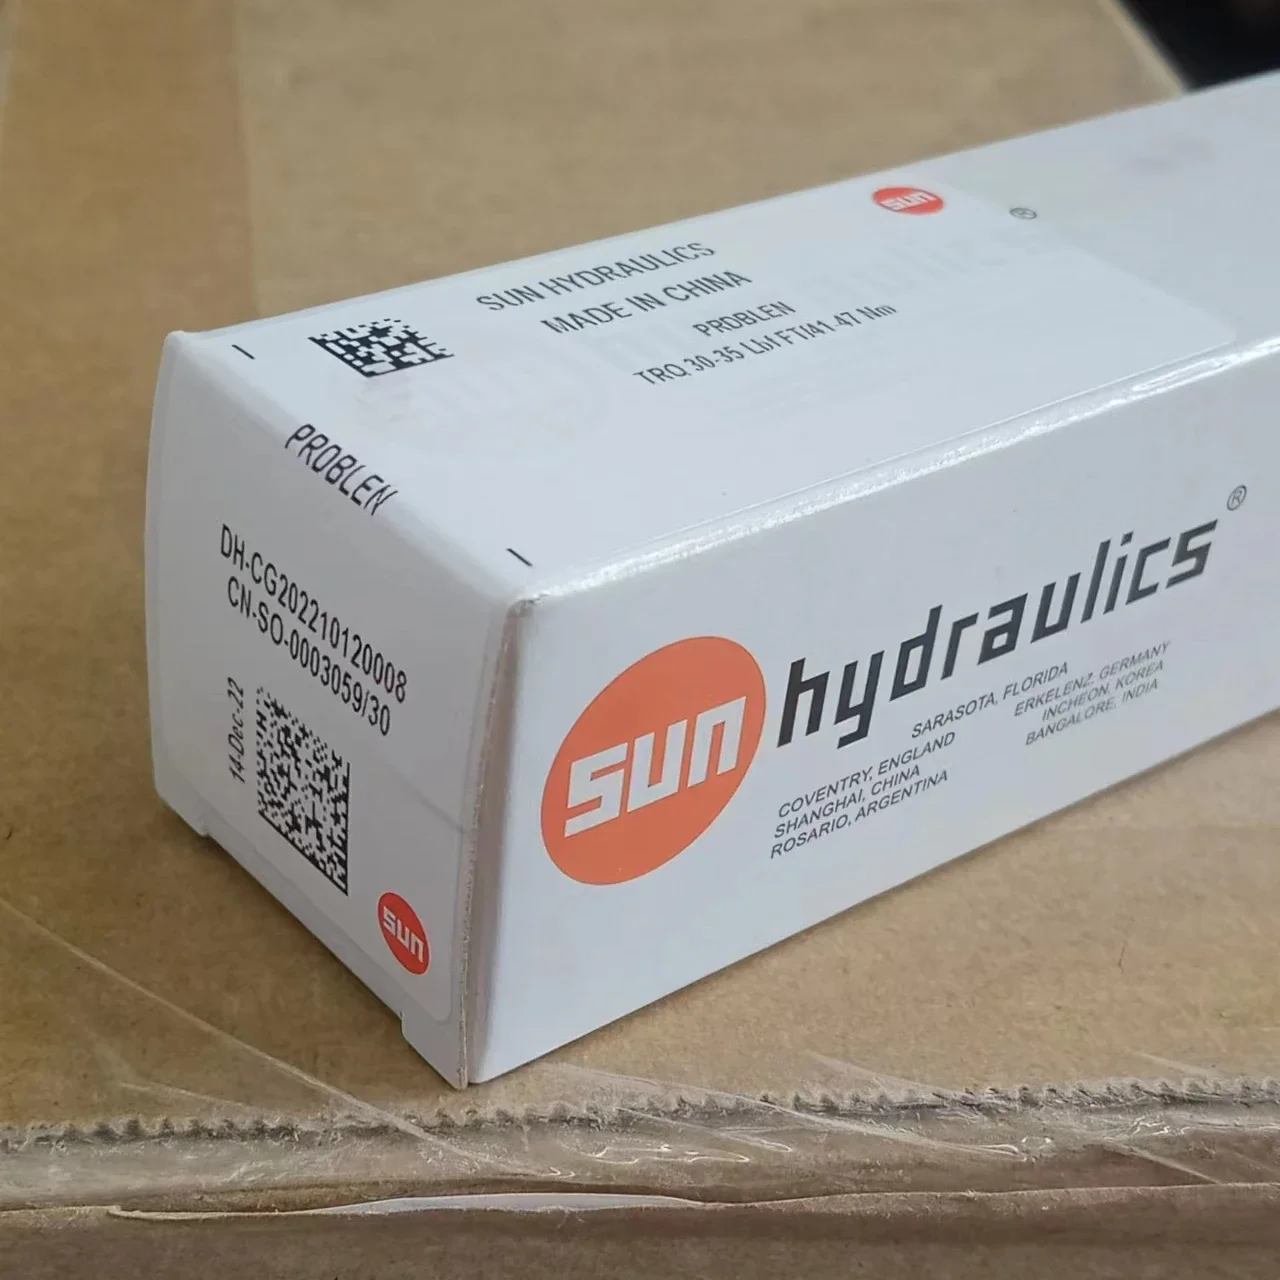 sun
®
SUN HYDRAULICS
MADE IN CHINA
PRDBLEN
TRQ 30-35 Lbf FT/41-47 Nm
PRDBLEN
DH-CG202210120008
CN-SO-0003059/30
14-Dec-22
sun
sun hydraulics®
SARASOTA, FLORIDA
COVENTRY, ENGLAND ERKELENZ, GERMANY
SHANGHAI, CHINA INCHEON, KOREA
ROSARIO, ARGENTINA BANGALORE, INDIA